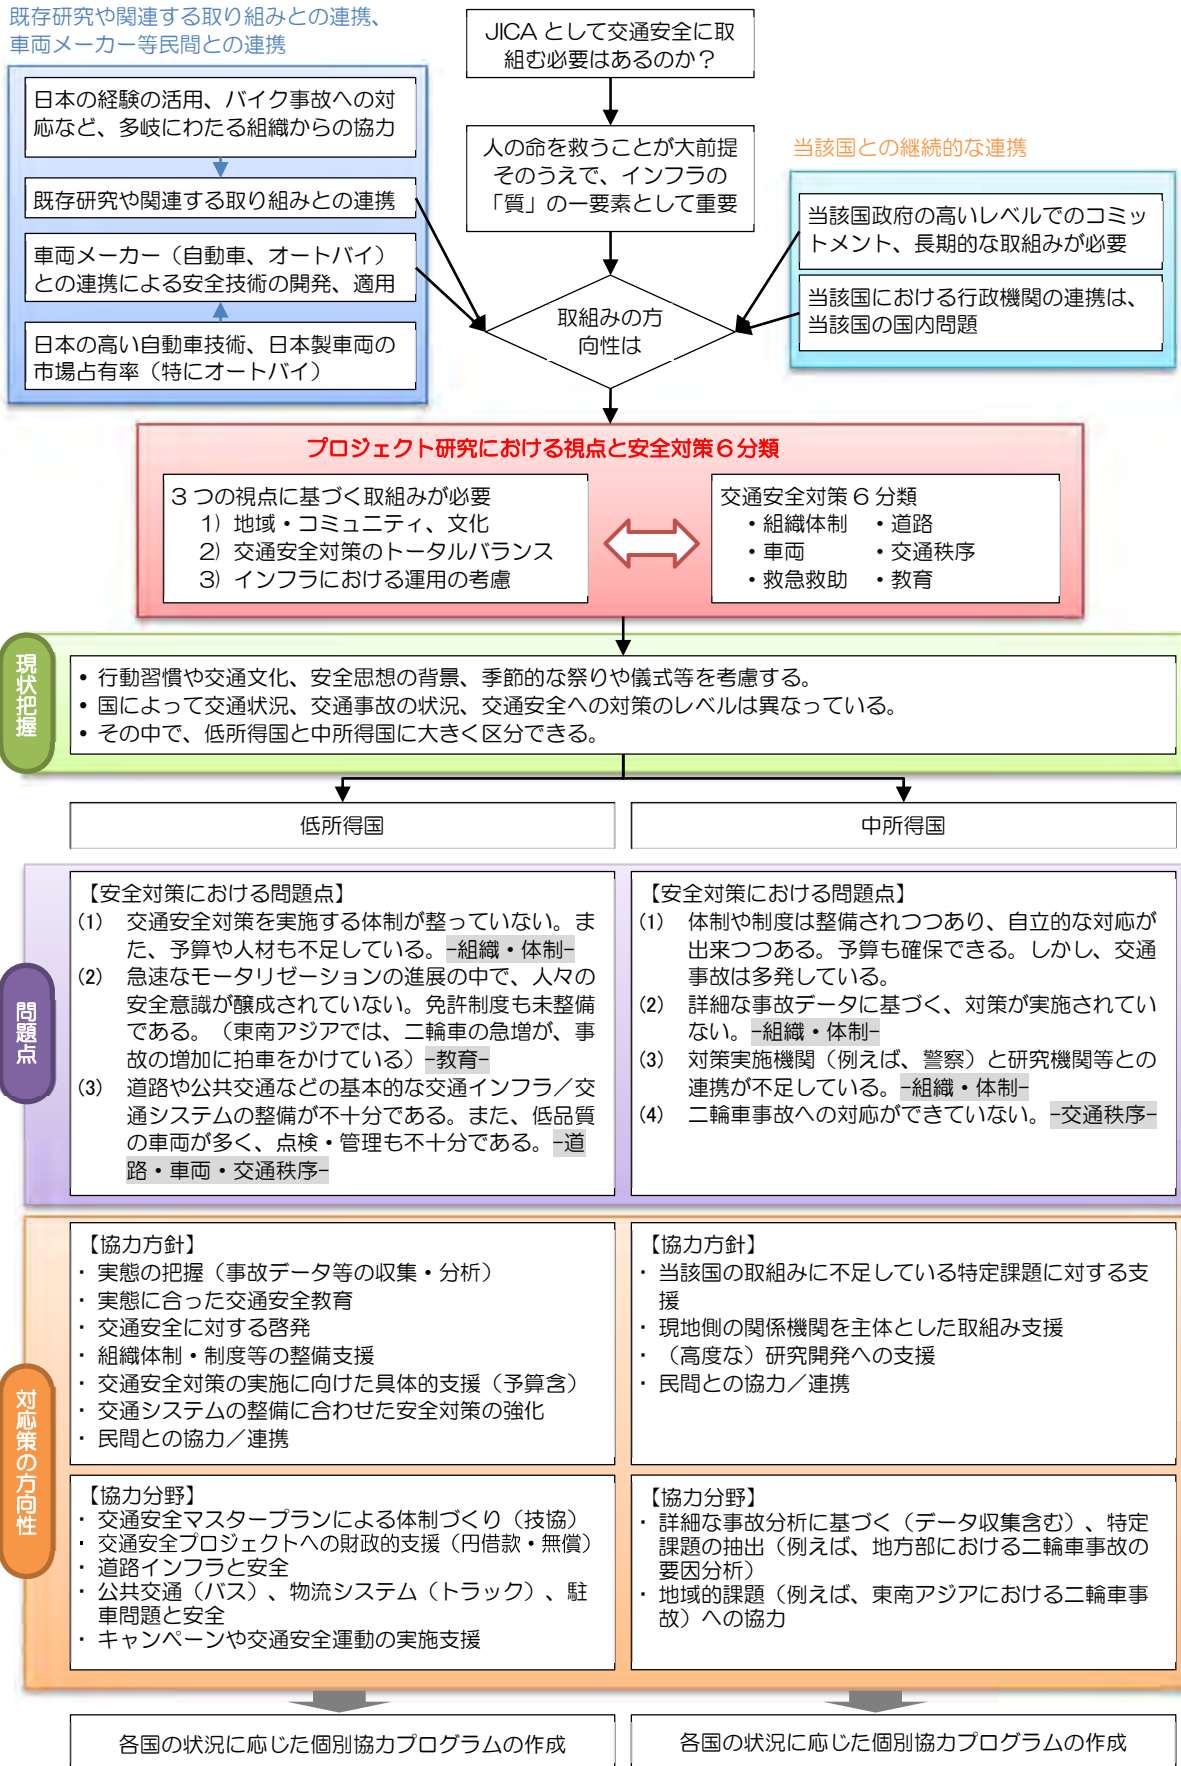 既存研究や関連する取り組みとの連携、
車両メーカー等民間との連携
日本の経験の活用、バイク事故への対
応など、多岐にわたる組織からの協力
既存研究や関連する取り組みとの連携
車両メーカー（自動車、オートバイ）
との連携による安全技術の開発、適用
日本の高い自動車技術、日本製車両の
市場占有率（特にオートバイ）
JICA として交通安全に取
組む必要はあるのか？
人の命を救うことが大前提
そのうえで、インフラの
「質」の一要素として重要
取組みの方
向性は
当該国との継続的な連携
当該国政府の高いレベルでのコミッ
トメント、長期的な取組みが必要
当該国における行政機関の連携は、
当該国の国内問題
プロジェクト研究における視点と安全対策６分類
３つの視点に基づく取組みが必要
1) 地域・コミュニティ、文化
2) 交通安全対策のトータルバランス
3) インフラにおける運用の考慮
交通安全対策６分類
・組織体制 ・道路
・車両 ・交通秩序
・救急救助 ・教育
現状把握
• 行動習慣や交通文化、安全思想の背景、季節的な祭りや儀式等を考慮する。
• 国によって交通状況、交通事故の状況、交通安全への対策のレベルは異なっている。
• その中で、低所得国と中所得国に大きく区分できる。
低所得国
中所得国
問題点
【安全対策における問題点】
(1) 交通安全対策を実施する体制が整っていない。ま
た、予算や人材も不足している。-組織・体制-
(2) 急速なモータリゼーションの進展の中で、人々の
安全意識が醸成されていない。免許制度も未整備
である。（東南アジアでは、二輪車の急増が、事
故の増加に拍車をかけている）-教育-
(3) 道路や公共交通などの基本的な交通インフラ／交
通システムの整備が不十分である。また、低品質
の車両が多く、点検・管理も不十分である。-道
路・車両・交通秩序-
【安全対策における問題点】
(1) 体制や制度は整備されつつあり、自立的な対応が
出来つつある。予算も確保できる。しかし、交通
事故は多発している。
(2) 詳細な事故データに基づく、対策が実施されてい
ない。-組織・体制-
(3) 対策実施機関（例えば、警察）と研究機関等との
連携が不足している。-組織・体制-
(4) 二輪車事故への対応ができていない。-交通秩序-
対応策の方向性
【協力方針】
・ 実態の把握（事故データ等の収集・分析）
・ 実態に合った交通安全教育
・ 交通安全に対する啓発
・ 組織体制・制度等の整備支援
・ 交通安全対策の実施に向けた具体的支援（予算含）
・ 交通システムの整備に合わせた安全対策の強化
・ 民間との協力／連携
【協力方針】
・ 当該国の取組みに不足している特定課題に対する支
援
・ 現地側の関係機関を主体とした取組み支援
・ （高度な）研究開発への支援
・ 民間との協力／連携
【協力分野】
・ 交通安全マスタープランによる体制づくり（技協）
・ 交通安全プロジェクトへの財政的支援（円借款・無償）
・ 道路インフラと安全
・ 公共交通（バス）、物流システム（トラック）、駐
車問題と安全
・ キャンペーンや交通安全運動の実施支援
【協力分野】
・ 詳細な事故分析に基づく（データ収集含む）、特定
課題の抽出（例えば、地方部における二輪車事故の
要因分析）
・ 地域的課題（例えば、東南アジアにおける二輪車事
故）への協力
各国の状況に応じた個別協力プログラムの作成
各国の状況に応じた個別協力プログラムの作成